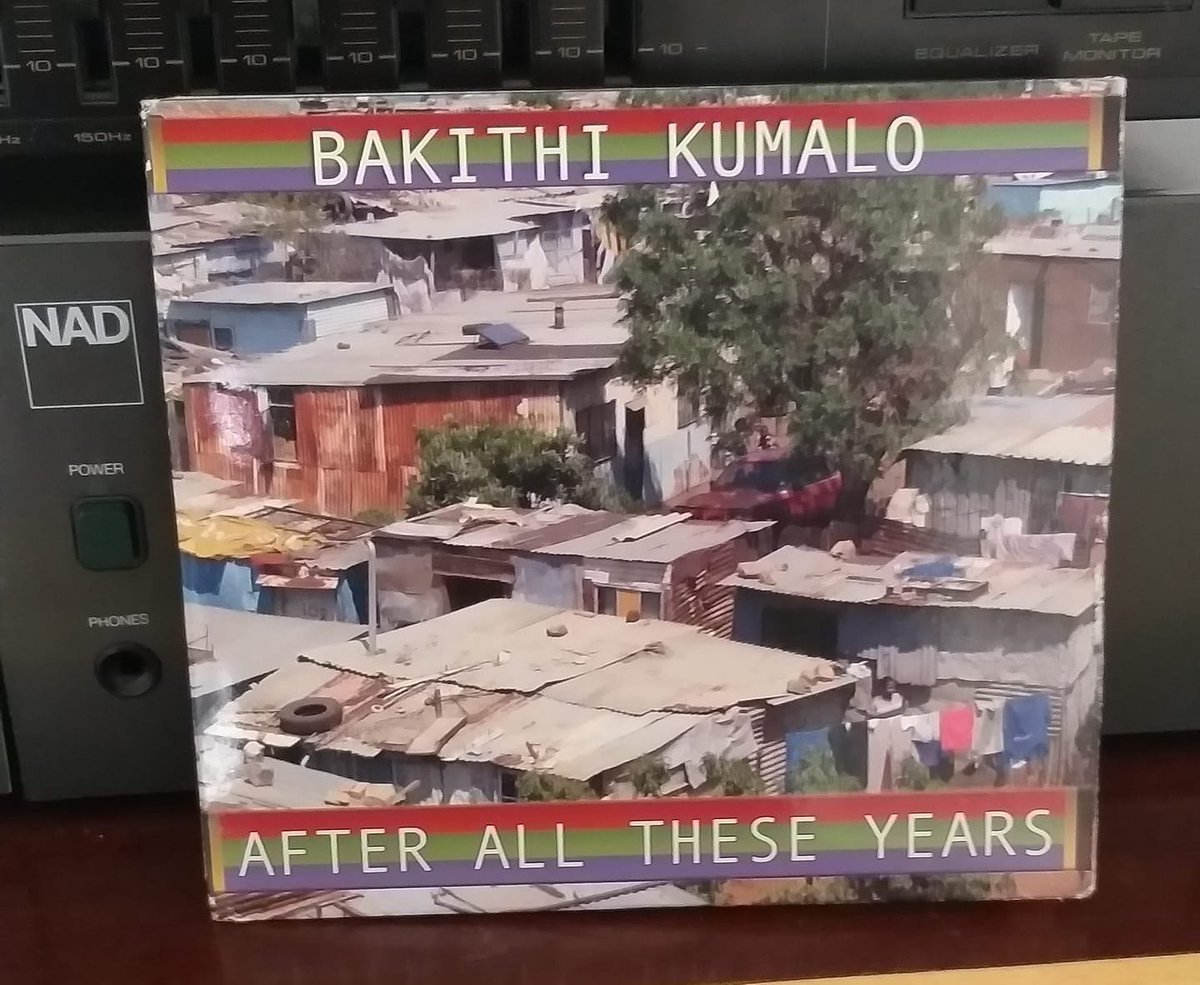 10 10 10 10 10 10 10
Hz 150Hz
EQUALIZER
TAPE
MONITOR
BAKITHI KUMALO
NAD
POWER
PHONES
AFTER ALL THESE YEARS